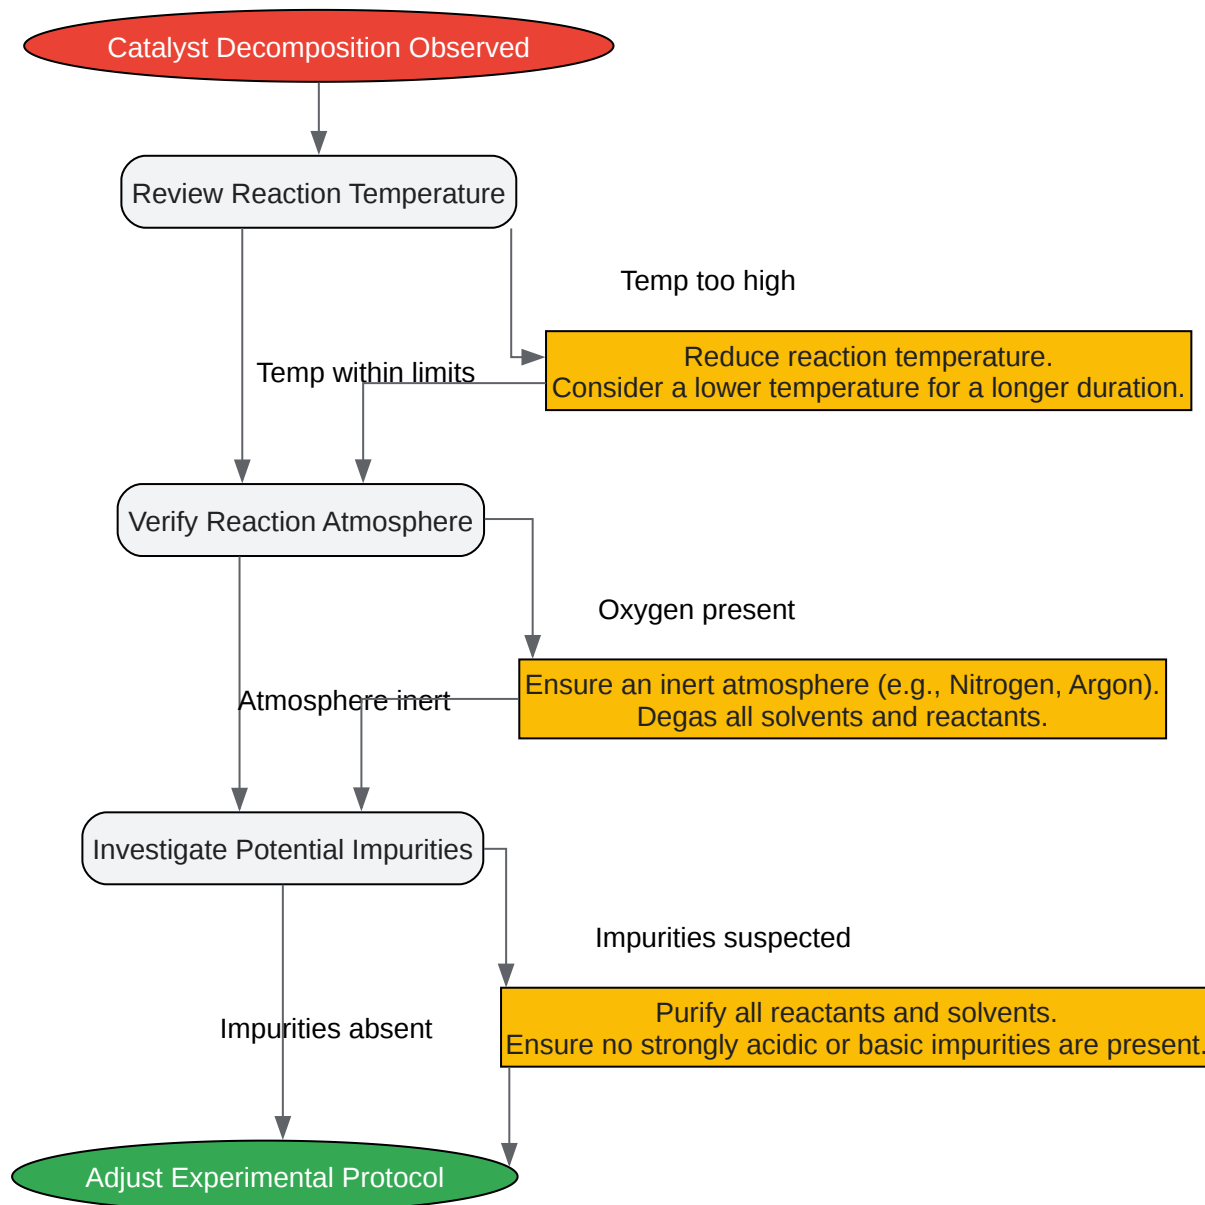 Catalyst Decomposition Observed
Review Reaction Temperature
Temp too high
Temp within limits
Reduce reaction temperature.
Consider a lower temperature for a longer duration.
Verify Reaction Atmosphere
Oxygen present
Atmosphere inert
Ensure an inert atmosphere (e.g., Nitrogen, Argon).
Degas all solvents and reactants.
Investigate Potential Impurities
Impurities suspected
Impurities absent
Purify all reactants and solvents.
Ensure no strongly acidic or basic impurities are present.
Adjust Experimental Protocol